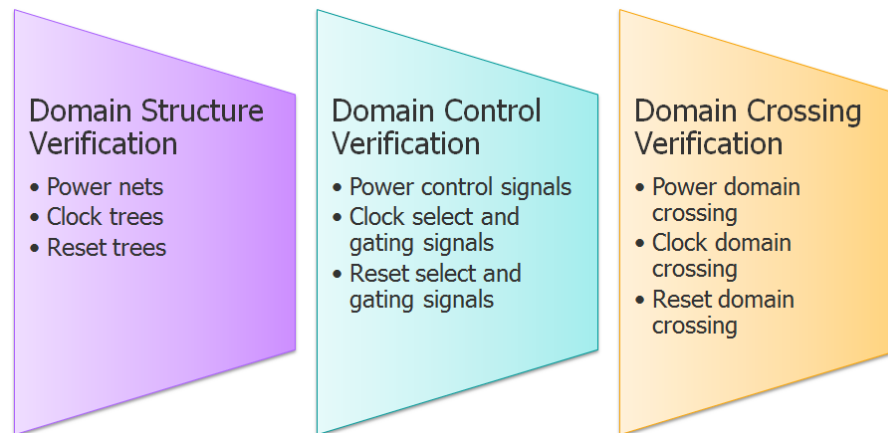 Domain Structure
Verification
• Power nets
• Clock trees
• Reset trees
Domain Control
Verification
• Power control signals
• Clock select and
gating signals
• Reset select and
gating signals
Domain Crossing
Verification
• Power domain
crossing
• Clock domain
crossing
• Reset domain
crossing